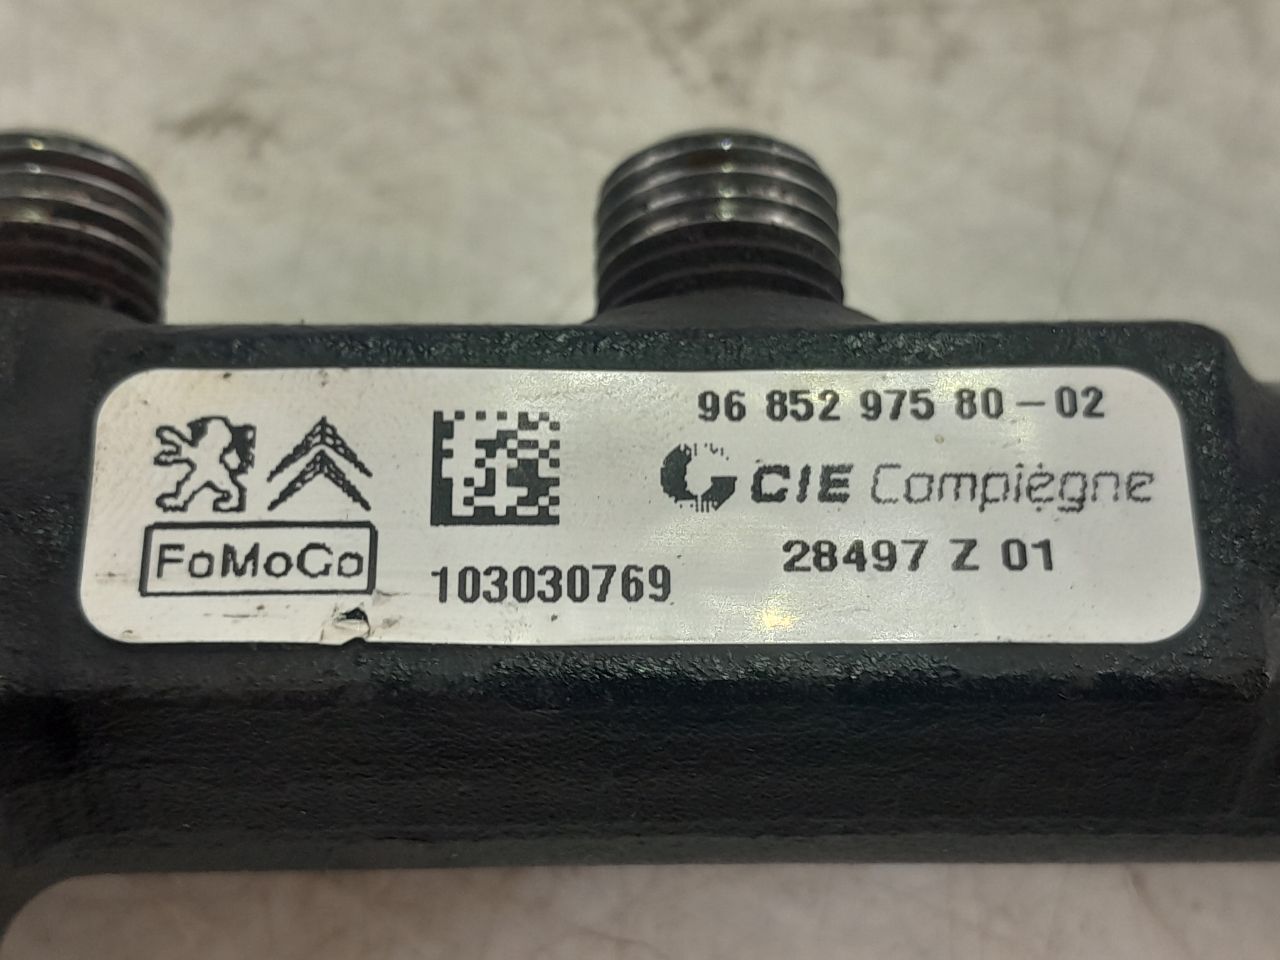 96 852 975 80-02
CIE Compiègne
FoMoCo
103030769
28497 Z 01